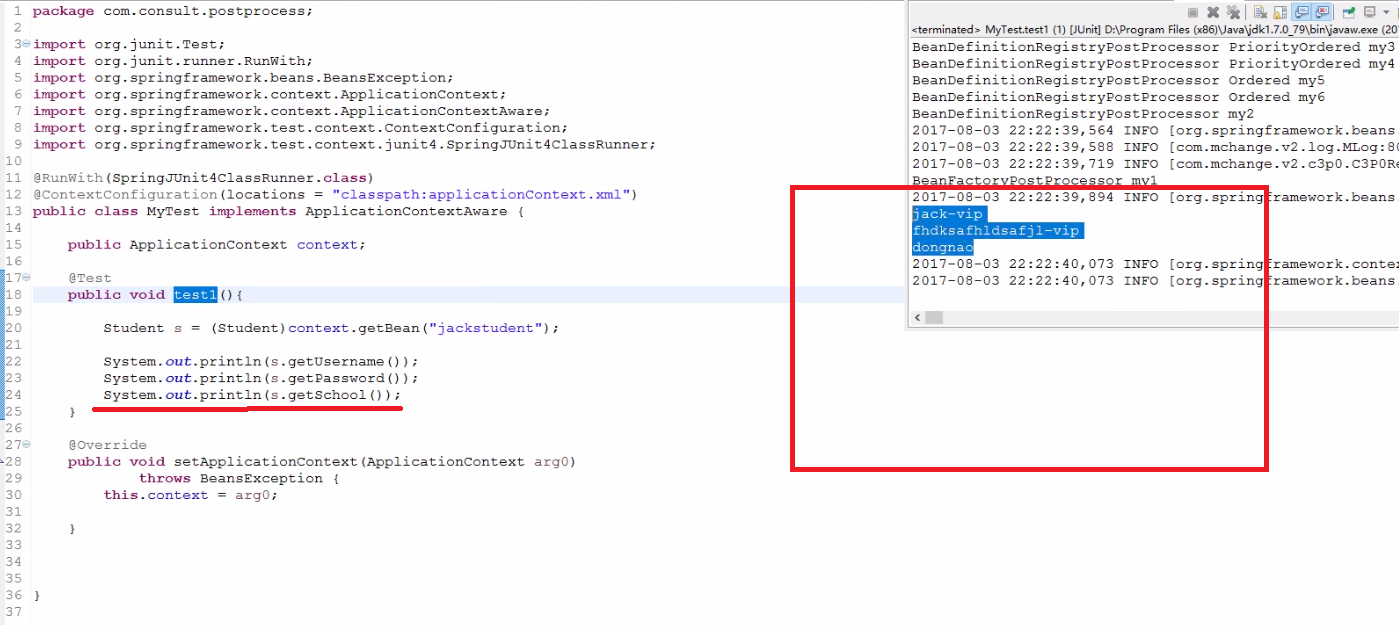 1 package com.consult.postprocess;
2
3 import org.junit.Test;
4 import org.junit.runner.RunWith;
5 import org.springframework.beans.BeansException;
6 import org.springframework.context.ApplicationContext;
7 import org.springframework.context.ApplicationContextAware;
8 import org.springframework.test.context.ContextConfiguration;
9 import org.springframework.test.context.junit4.SpringJUnit4ClassRunner;
10
11 @RunWith(SpringJUnit4ClassRunner.class)
12 @ContextConfiguration(locations = "classpath:applicationContext.xml")
13 public class MyTest implements ApplicationContextAware {
14
15 public ApplicationContext context;
16
17 @Test
18 public void test1(){
19
20 Student s = (Student)context.getBean("jackstudent");
21
22 System.out.println(s.getUsername());
23 System.out.println(s.getPassword());
24 System.out.println(s.getSchool());
25 }
26
27 @Override
28 public void setApplicationContext(ApplicationContext arg0)
29 throws BeansException {
30 this.context = arg0;
31
32 }
33
34
35
36 }
37
<terminated> MyTest.test1 (1) [JUnit] D:\Program Files (x86)\Java\jdk1.7.0_79\bin\javaw.exe (20
BeanDefinitionRegistryPostProcessor PriorityOrdered my3
BeanDefinitionRegistryPostProcessor PriorityOrdered my4
BeanDefinitionRegistryPostProcessor Ordered my5
BeanDefinitionRegistryPostProcessor Ordered my6
BeanDefinitionRegistryPostProcessor my2
2017-08-03 22:22:39,564 INFO [org.springframework.beans.
2017-08-03 22:22:39,588 INFO [com.mchange.v2.log.MLog:80
2017-08-03 22:22:39,719 INFO [com.mchange.v2.c3p0.C3P0Re
BeanFactoryPostProcessor my1
2017-08-03 22:22:39,894 INFO [org.springframework.beans.
jack-vip
fhdksafhldsafjl-vip
dongnao
2017-08-03 22:22:40,073 INFO [org.springframework.conte
2017-08-03 22:22:40,073 INFO [org.springframework.beans.